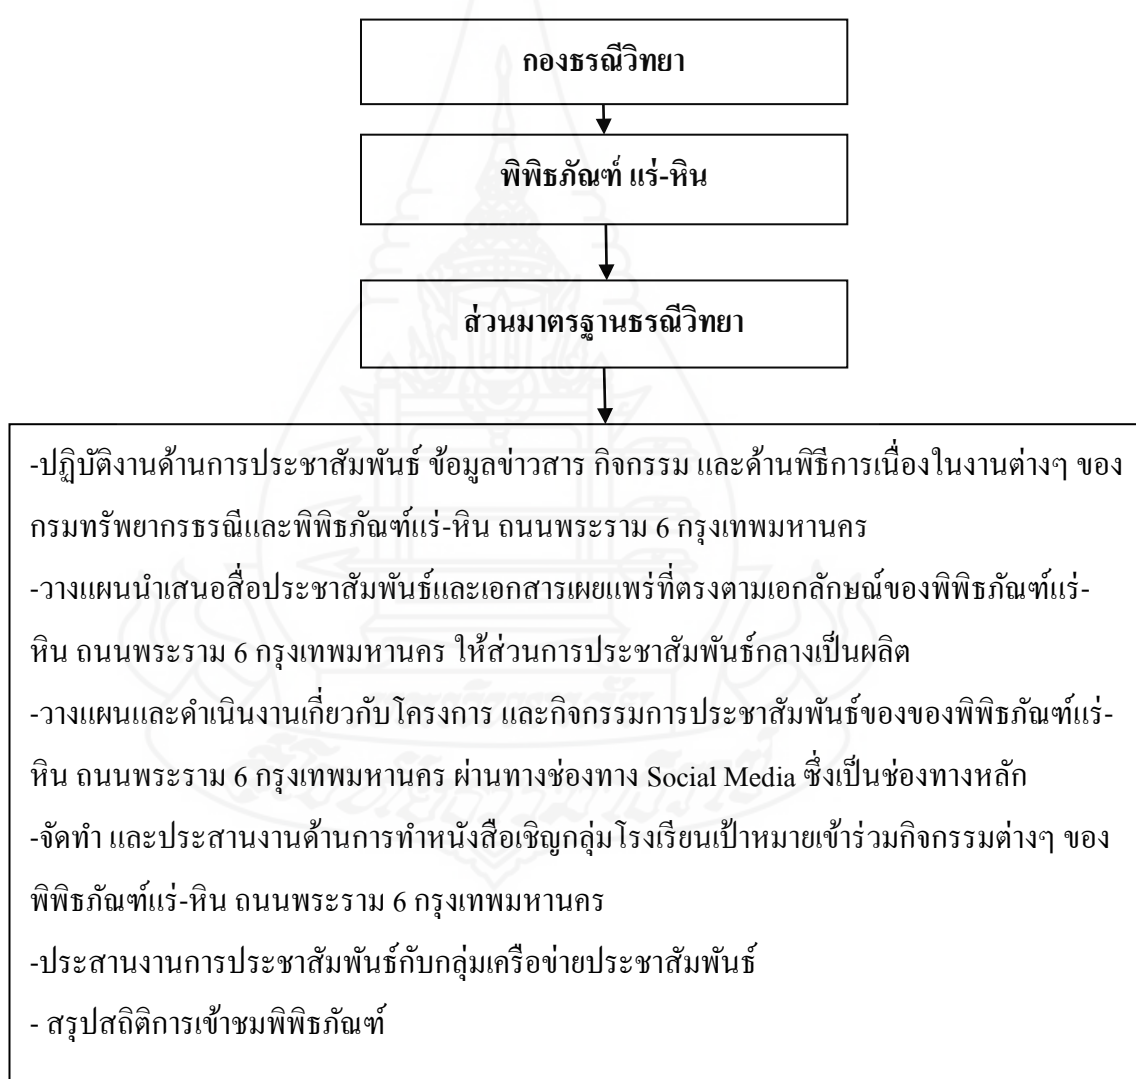 กองธรณีวิทยา
พิพิธภัณฑ์ แร่-หิน
ส่วนมาตรฐานธรณีวิทยา
-ปฏิบัติงานด้านการประชาสัมพันธ์ ข้อมูลข่าวสาร กิจกรรม และด้านพิธีการเนื่องในงานต่างๆ ของ
กรมทรัพยากรธรณีและพิพิธภัณฑ์แร่-หิน ถนนพระราม 6 กรุงเทพมหานคร
-วางแผนนำเสนอสื่อประชาสัมพันธ์และเอกสารเผยแพร่ที่ตรงตามเอกลักษณ์ของพิพิธภัณฑ์แร่-
หิน ถนนพระราม 6 กรุงเทพมหานคร ให้ส่วนการประชาสัมพันธ์กลางเป็นผลิต
-วางแผนและดำเนินงานเกี่ยวกับโครงการ และกิจกรรมการประชาสัมพันธ์ของของพิพิธภัณฑ์แร่-
หิน ถนนพระราม 6 กรุงเทพมหานคร ผ่านทางช่องทาง Social Media ซึ่งเป็นช่องทางหลัก
-จัดทำ และประสานงานด้านการทำหนังสือเชิญกลุ่มโรงเรียนเป้าหมายเข้าร่วมกิจกรรมต่างๆ ของ
พิพิธภัณฑ์แร่-หิน ถนนพระราม 6 กรุงเทพมหานคร
-ประสานงานการประชาสัมพันธ์กับกลุ่มเครือข่ายประชาสัมพันธ์
- สรุปสถิติการเข้าชมพิพิธภัณฑ์